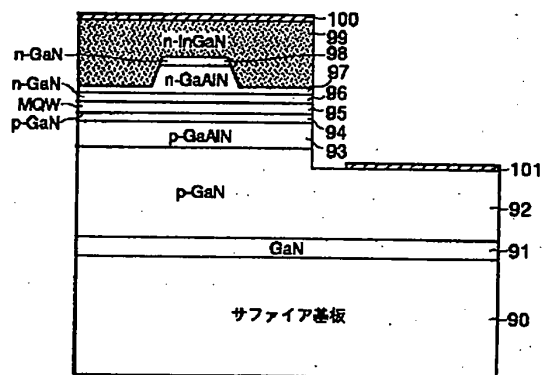 100
99
n-InGaN
98
n-GaN
97
n-GaAlN
n-GaN
96
MQW
95
p-GaN
94
p-GaAlN
93
101
p-GaN
92
GaN
91
サファイア基板
90